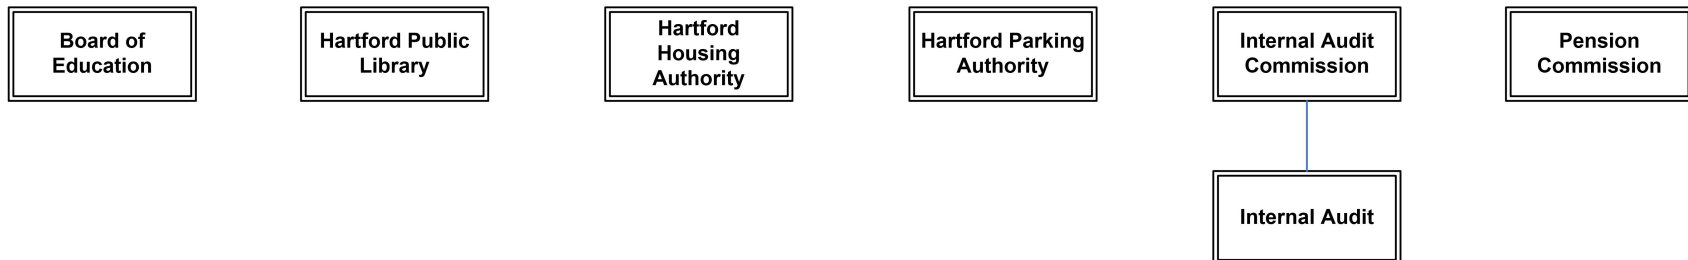 Board of
Education
Hartford Public
Library
Hartford
Housing
Authority
Hartford Parking
Authority
Internal Audit
Commission
Pension
Commission
Internal Audit